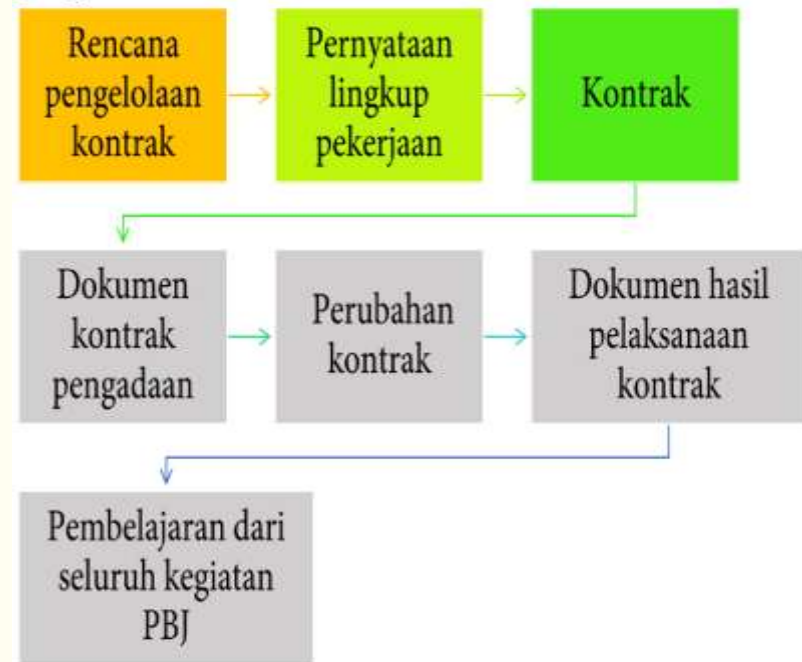 Rencana
pengelolaan
kontrak
Pernyataan
lingkup
pekerjaan
Kontrak
Dokumen
kontrak
pengadaan
Perubahan
kontrak
Dokumen hasil
pelaksanaan
kontrak
Pembelajaran dari
seluruh kegiatan
PBJ